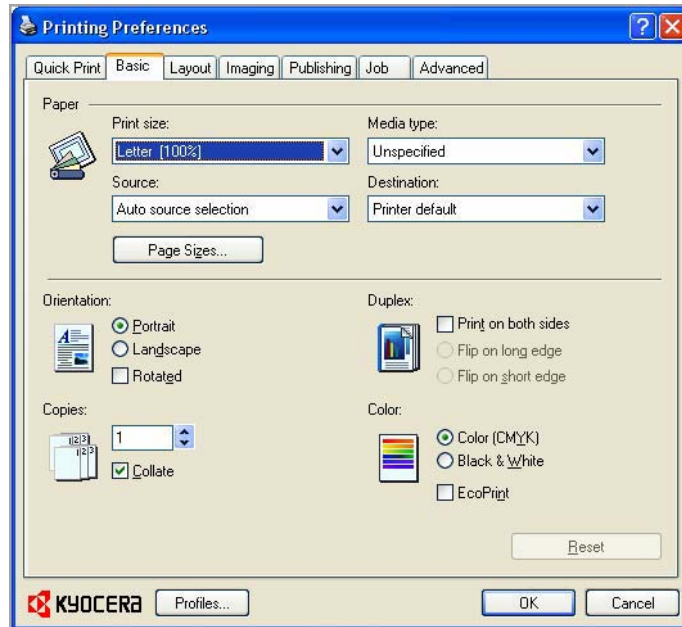 Printing Preferences
Quick Print Basic Layout Imaging Publishing Job Advanced
Paper
Print size: Media type:
Letter [100%] Unspecified
Source: Destination:
Auto source selection Printer default
Page Sizes...
Orientation: Duplex:
Portrait Print on both sides
Landscape Flip on long edge
Rotated Flip on short edge
Copies: Color:
1 Color (CMYK)
Collate Black & White
EcoPrint
Reset
KYOCERA Profiles... OK Cancel